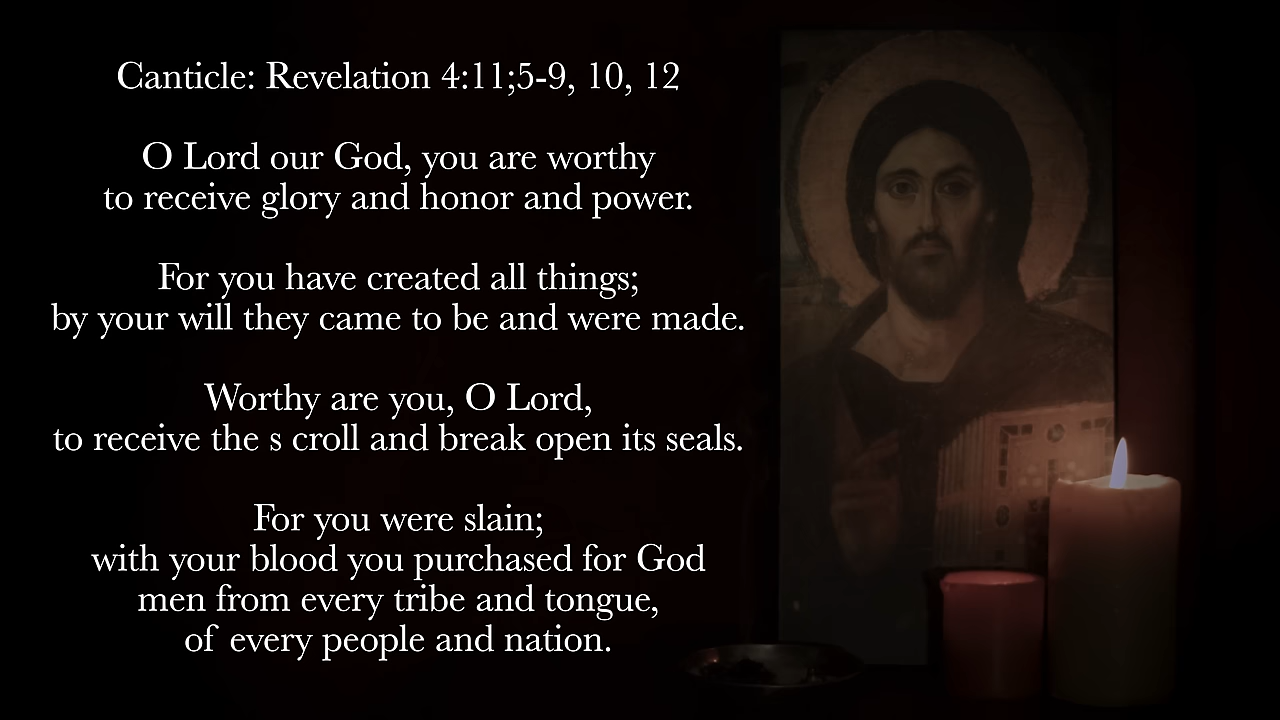 Canticle: Revelation 4:11;5-9, 10, 12
O Lord our God, you are worthy
to receive glory and honor and power.
For you have created all things;
by your will they came to be and were made.
Worthy are you, O Lord,
to receive the s croll and break open its seals.
For you were slain;
with your blood you purchased for God
men from every tribe and tongue,
of every people and nation.